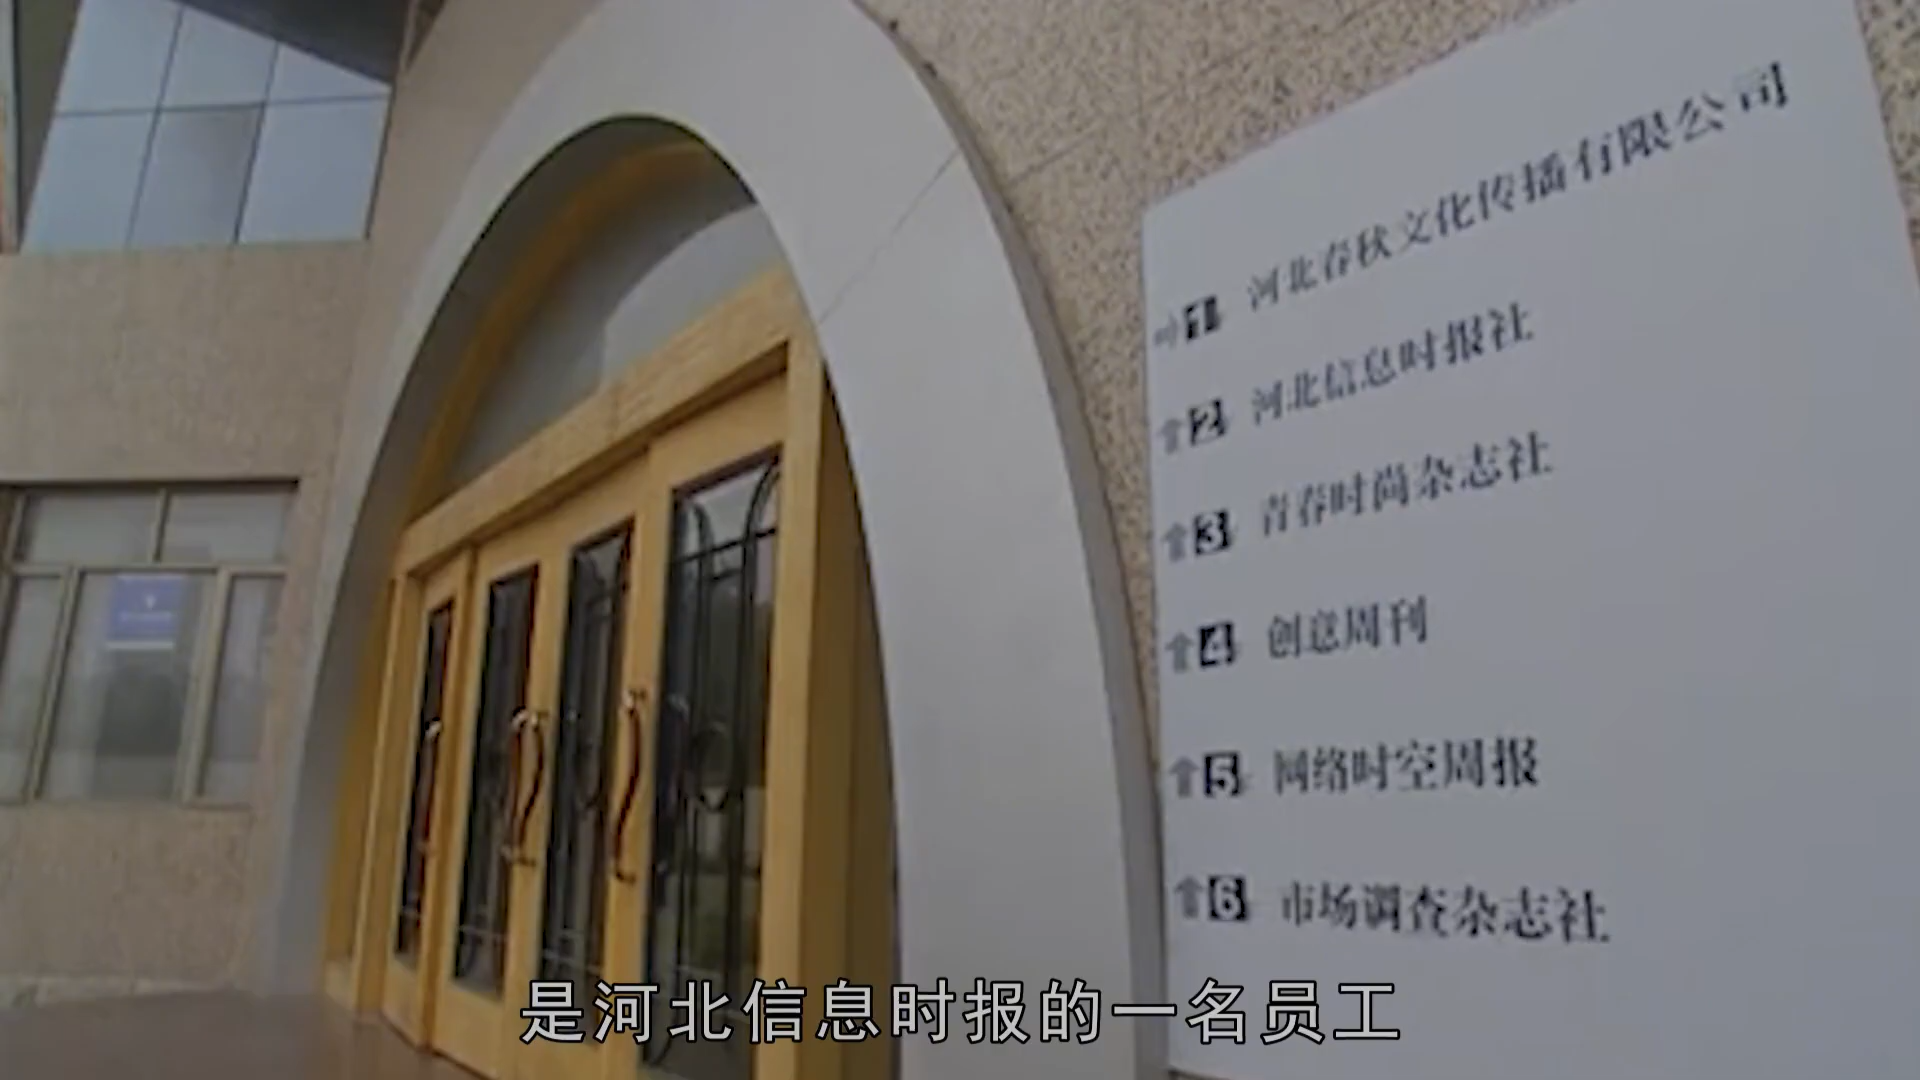 1 河北春秋文化传播有限公司
2 河北信息时报社
3 青春时尚杂志社
4 创意周刊
5 网络时空周报
6 市场调查杂志社
是河北信息时报的一名员工